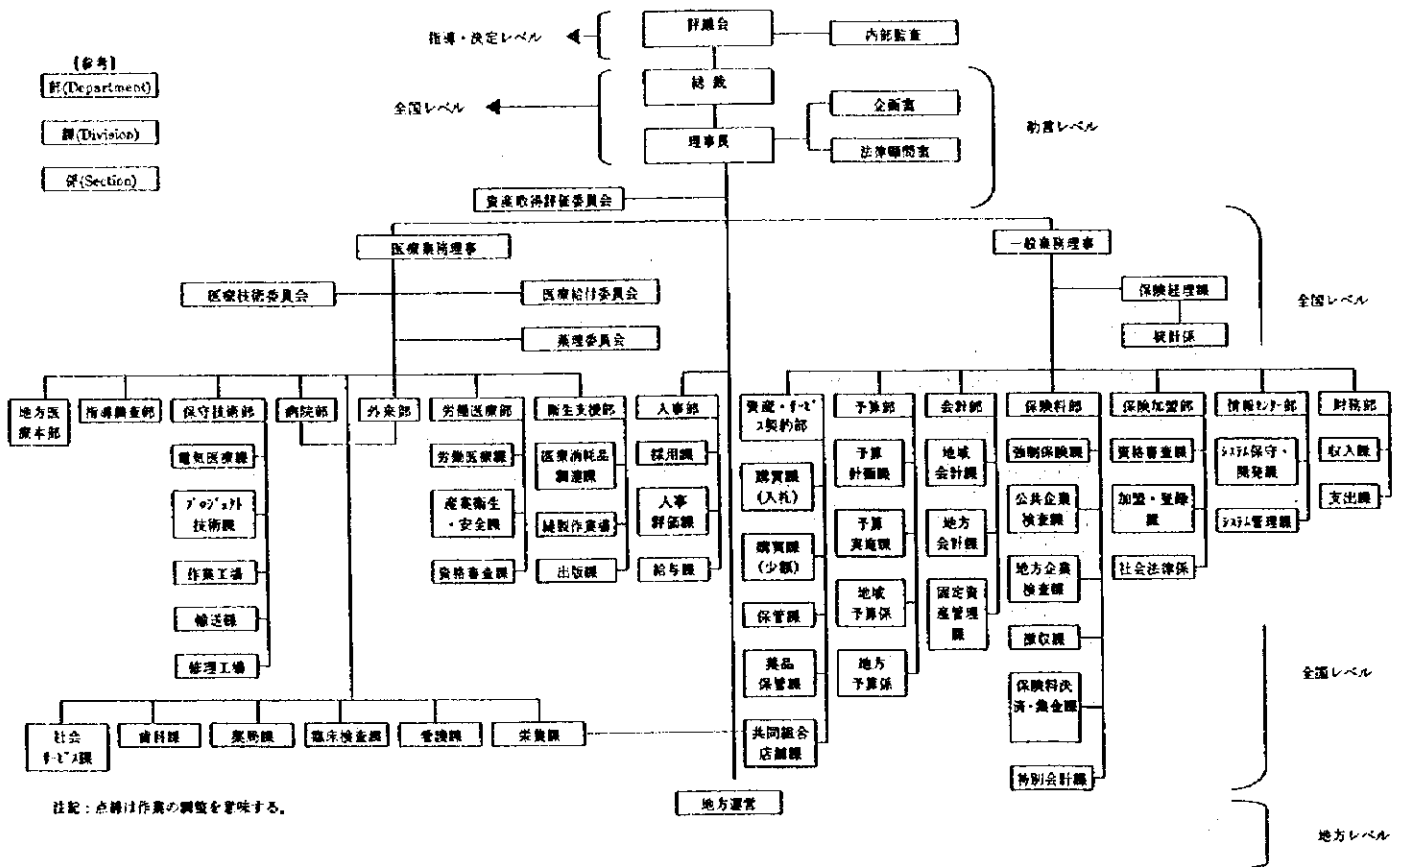 評議会
内部監査
指導・決定レベル
【参考】
部(Department)
課(Division)
係(Section)
総裁
全国レベル
企画室
理事長
法律顧問室
助言レベル
資産取得評価委員会
医療業務理事
一般業務理事
医療技術委員会
医療給付委員会
薬理委員会
保険経理課
統計係
全国レベル
地方医
療本部
指導調査部
保守技術部
病院部
外来部
労働医療部
衛生支援部
人事部
資産・サービ
ス契約部
予算部
会計部
保険料部
保険加盟部
情報センター部
財務部
電気医療課
プロジェクト
技術課
作業工場
輸送課
修理工場
労働医療課
産業衛生
・安全課
資格審査課
医療消耗品
調達課
縫製作業場
出版課
採用課
人事
評価課
給与課
購買課
(入札)
購買課
(少額)
保管課
薬品
保管課
共同組合
店舗課
予算
計画課
予算
実施課
地域
予算係
地方
予算係
地域
会計課
地方
会計課
固定資
産管理
課
強制保険課
公共企業
検査課
地方企業
検査課
徴収課
保険料決
済・集金課
特別会計課
資格審査課
加盟・登録
課
社会法律係
システム保守・
開発課
システム管理課
収入課
支出課
全国レベル
社会
サービス課
歯科課
薬局課
臨床検査課
看護課
栄養課
注記：点線は作業の調整を意味する。
地方運営
地方レベル